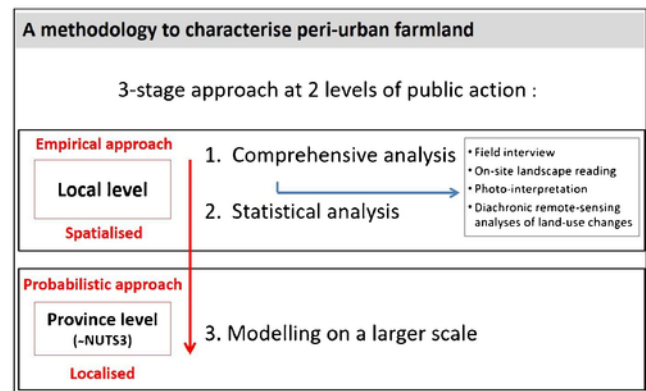 A methodology to characterise peri-urban farmland
3-stage approach at 2 levels of public action :
Empirical approach
Local level
Spatialised
1. Comprehensive analysis
2. Statistical analysis
• Field interview
• On-site landscape reading
• Photo-interpretation
• Diachronic remote-sensing
analyses of land-use changes
Probabilistic approach
Province level
(~NUTS3)
Localised
3. Modelling on a larger scale